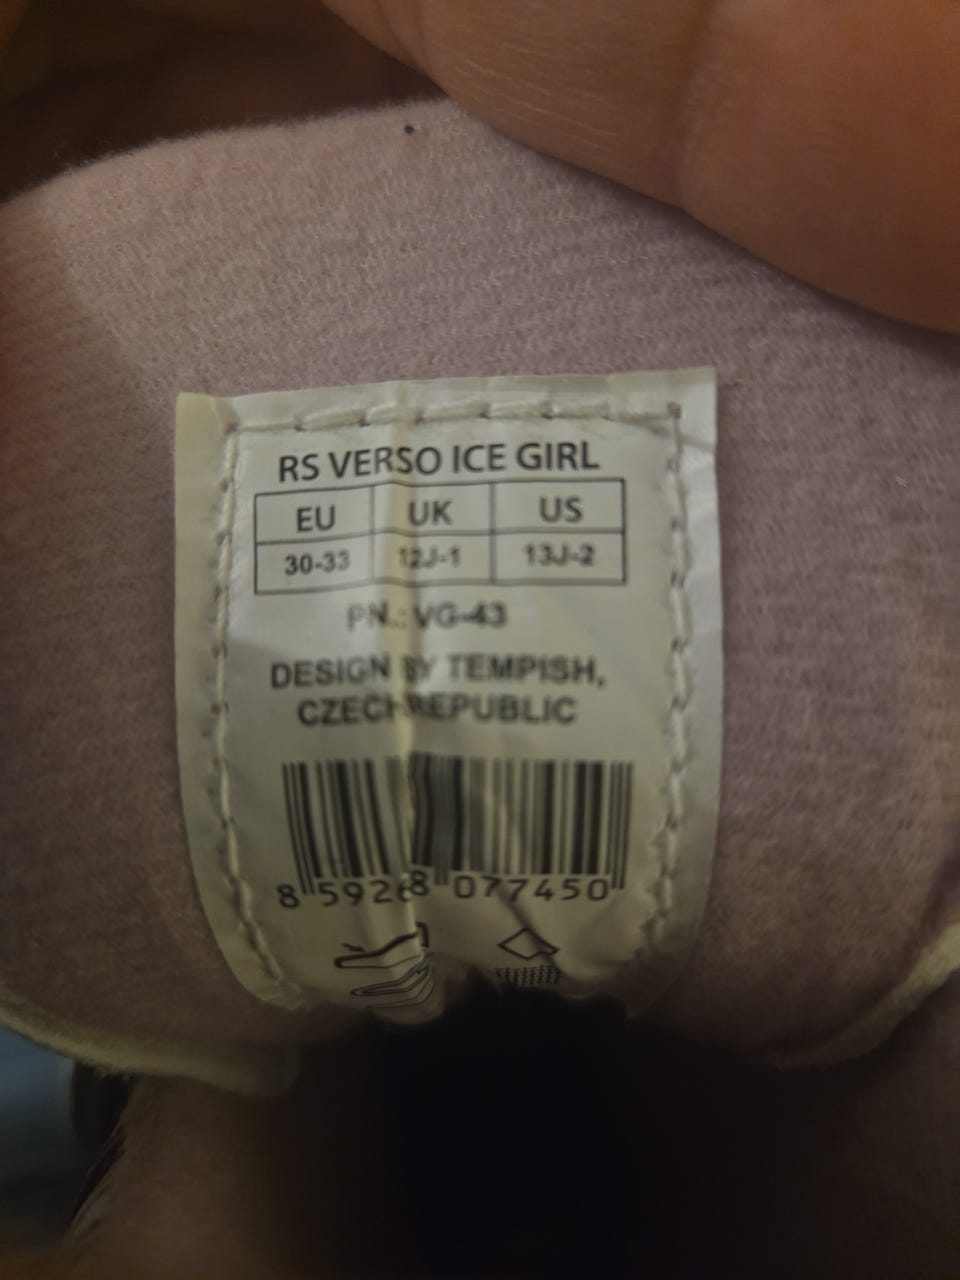 RS VERSO ICE GIRL
EU UK US
30-33 12J-1 13J-2
PN.: VG-43
DESIGN BY TEMPISH,
CZECH REPUBLIC
8 592678 077450